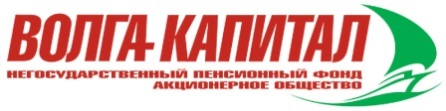 ВОЛГА-КАПИТАЛ
НЕГОСУДАРСТВЕННЫЙ ПЕНСИОННЫЙ ФОНД
АКЦИОНЕРНОЕ ОБЩЕСТВО